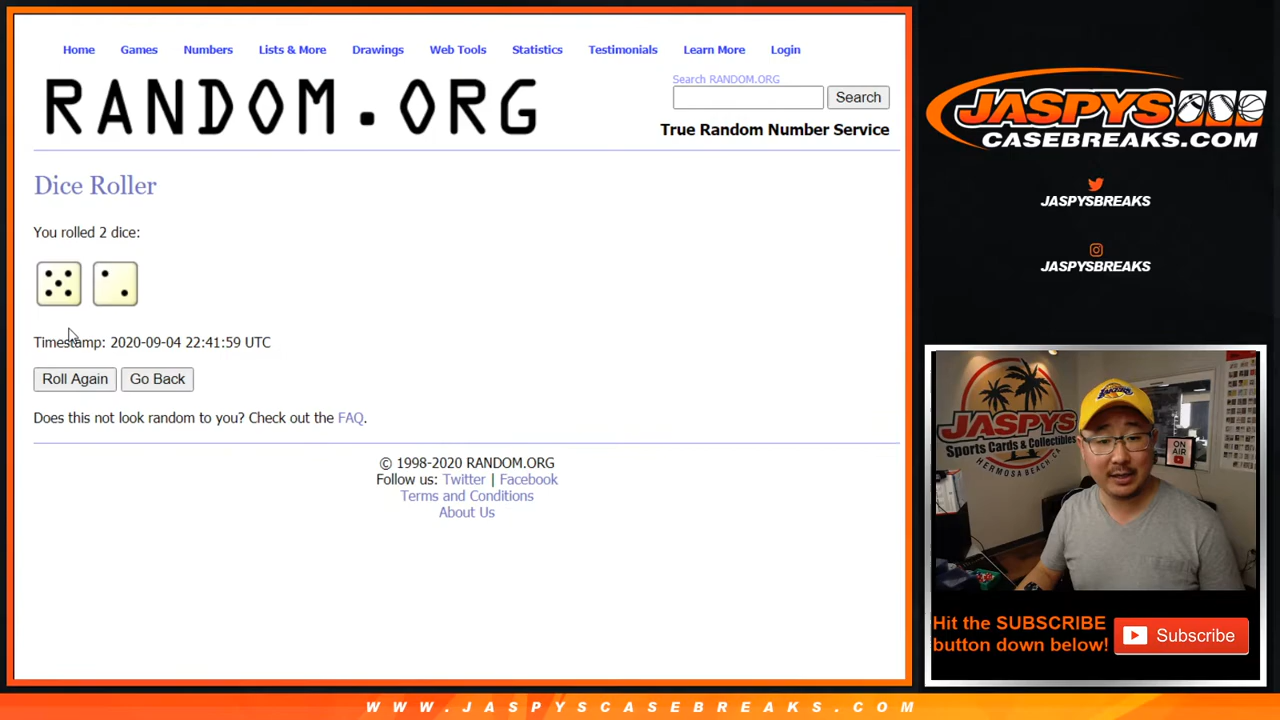 Home Games Numbers Lists & More Drawings Web Tools Statistics Testimonials Learn More Login
RANDOM.ORG
Search RANDOM.ORG
Search
True Random Number Service
Dice Roller
You rolled 2 dice:
Timestamp: 2020-09-04 22:41:59 UTC
Roll Again Go Back
Does this not look random to you? Check out the FAQ.
© 1998-2020 RANDOM.ORG
Follow us: Twitter | Facebook
Terms and Conditions
About Us
JASPYS
CASEBREAKS.COM
JASPYSBREAKS
JASPYSBREAKS
JASPYS
Sports Cards & Collectibles
HERMOSA BEACH CA
LAKERS
ON AIR
Hit the SUBSCRIBE
button down below!
Subscribe
WWW.JASPYSCASEBREAKS.COM